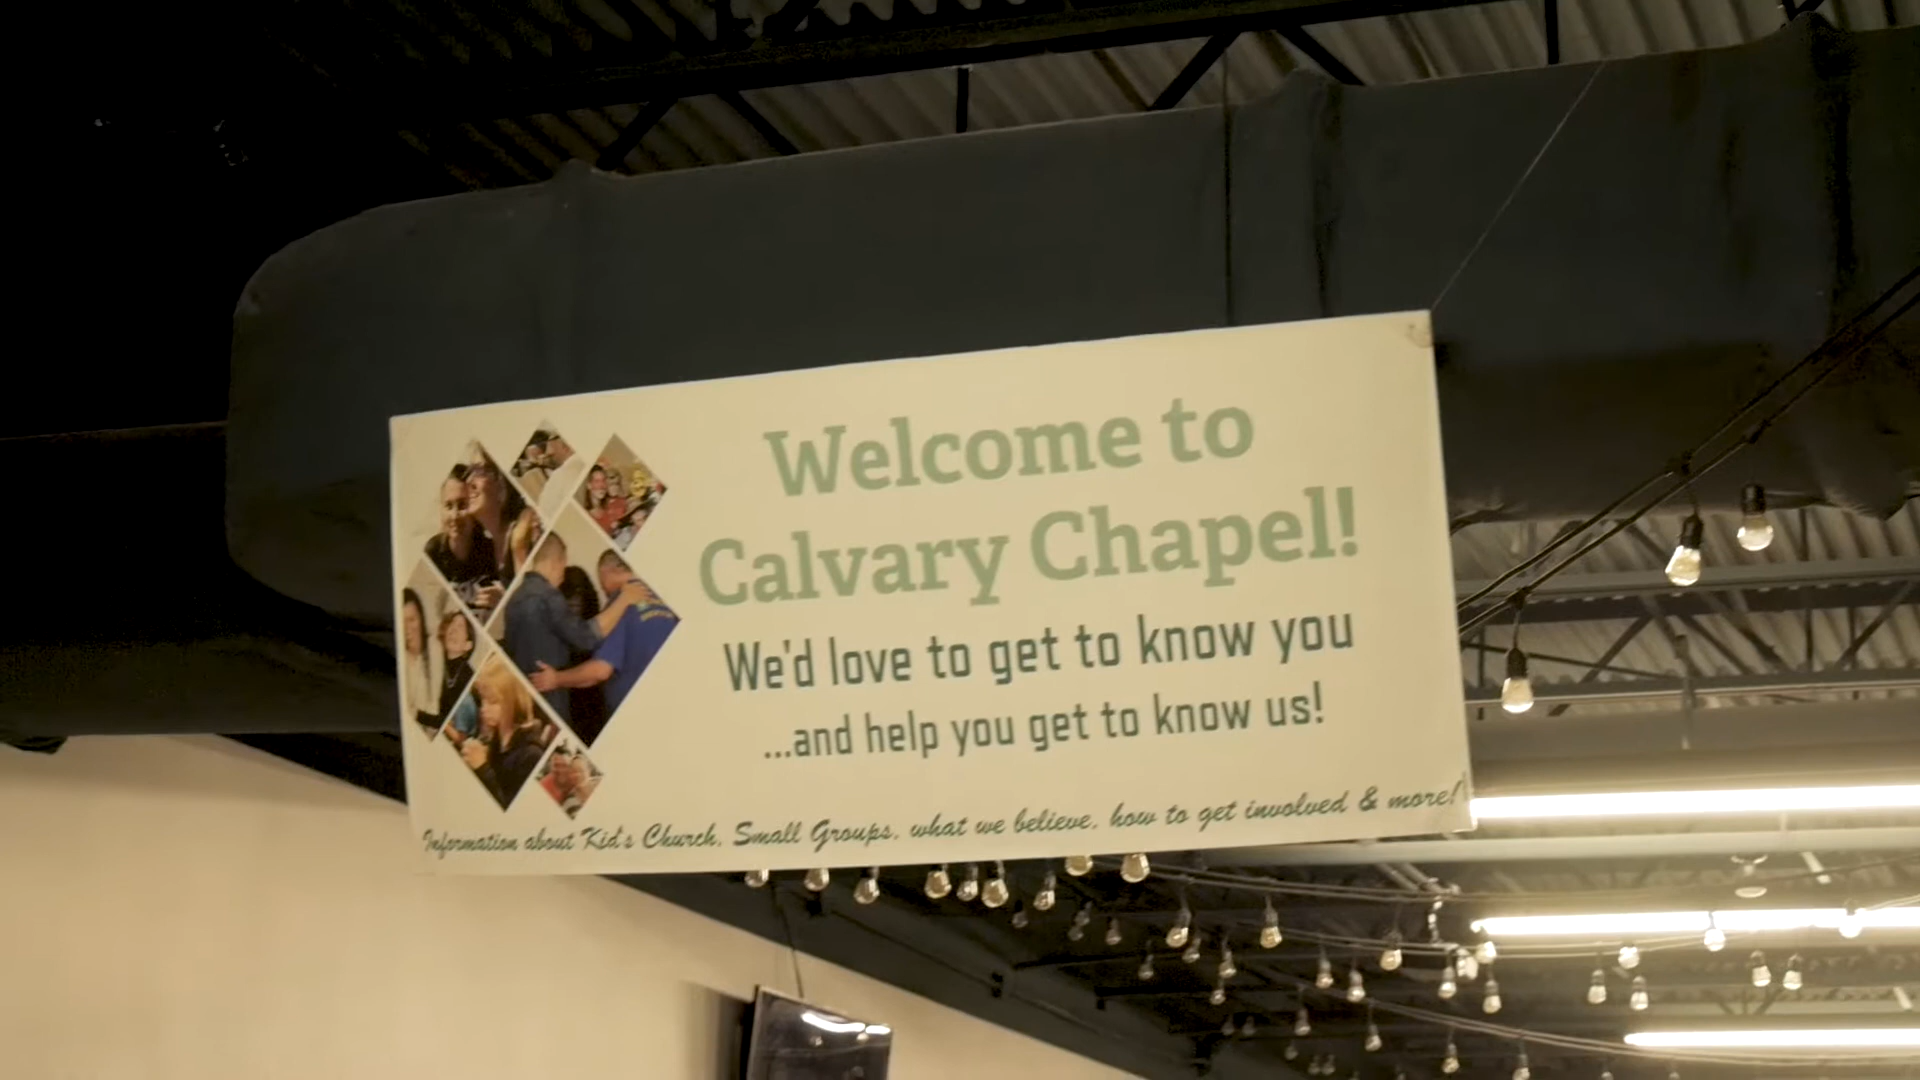 Welcome to
Calvary Chapel!
We'd love to get to know you
...and help you get to know us!
Information about Kid's Church, Small Groups, what we believe, how to get involved & more!